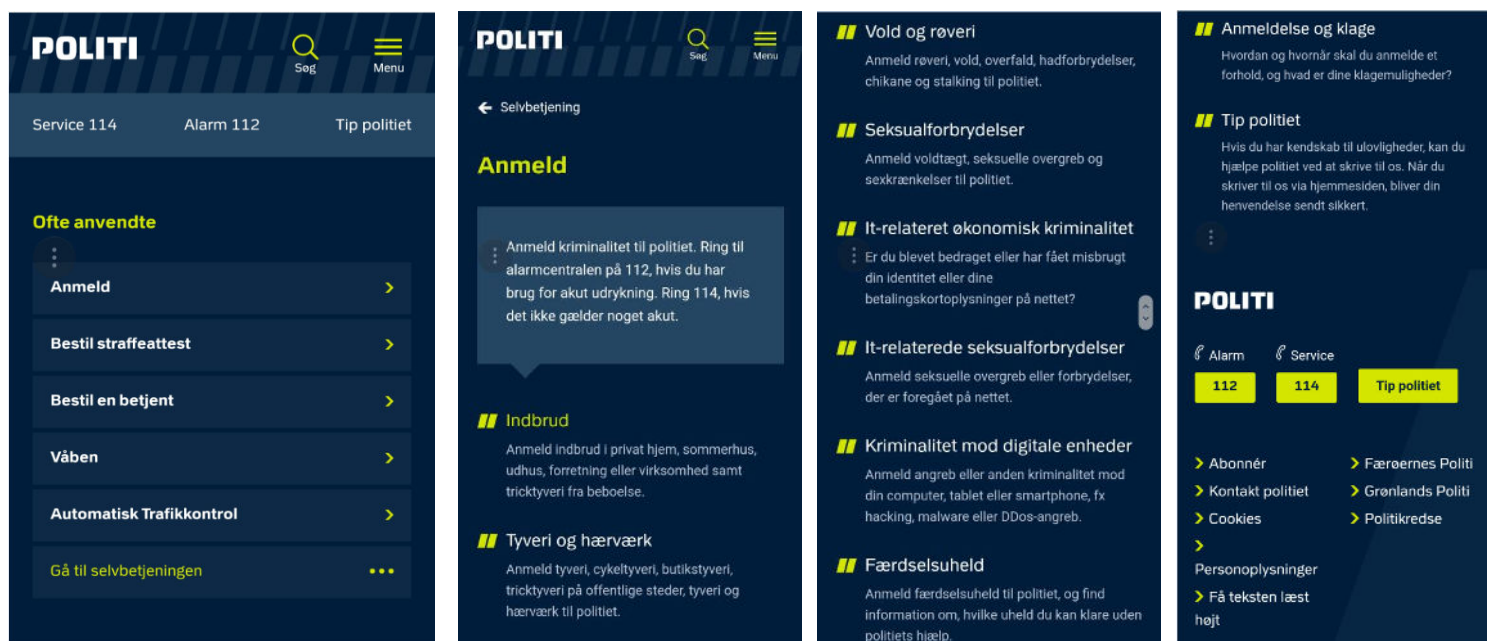 POLITI
Søg
Menu
Service 114
Alarm 112
Tip politiet
Ofte anvendte
Anmeld
Bestil straffeattest
Bestil en betjent
Våben
Automatisk Trafikkontrol
Gå til selvbetjeningen
POLITI
Søg
Menu
Selvbetjening
Anmeld
Anmeld kriminalitet til politiet. Ring til
alarmcentralen på 112, hvis du har
brug for akut udrykning. Ring 114, hvis
det ikke gælder noget akut.
Indbrud
Anmeld indbrud i privat hjem, sommerhus,
udhus, forretning eller virksomhed samt
tricktyveri fra beboelse.
Tyveri og hærværk
Anmeld tyveri, cykeltyveri, butikstyveri,
tricktyveri på offentlige steder, tyveri og
hærværk til politiet.
Vold og røveri
Anmeld røveri, vold, overfald, hadforbrydelser,
chikane og stalking til politiet.
Seksualforbrydelser
Anmeld voldtægt, seksuelle overgreb og
sexkrænkelser til politiet.
It-relateret økonomisk kriminalitet
Er du blevet bedraget eller har fået misbrugt
din identitet eller dine
betalingskortoplysninger på nettet?
It-relaterede seksualforbrydelser
Anmeld seksuelle overgreb eller forbrydelser,
der er foregået på nettet.
Kriminalitet mod digitale enheder
Anmeld angreb eller anden kriminalitet mod
din computer, tablet eller smartphone, fx
hacking, malware eller DDos-angreb.
Færdselsuheld
Anmeld færdselsuheld til politiet, og find
information om, hvilke uheld du kan klare uden
politiets hjælp.
Anmeldelse og klage
Hvordan og hvornår skal du anmelde et
forhold, og hvad er dine klagemuligheder?
Tip politiet
Hvis du har kendskab til ulovligheder, kan du
hjælpe politiet ved at skrive til os. Når du
skriver til os via hjemmesiden, bliver din
henvendelse sendt sikkert.
POLITI
Alarm
Service
112
114
Tip politiet
Abonnér
Færøernes Politi
Kontakt politiet
Grønlands Politi
Cookies
Politikredse
Personoplysninger
Få teksten læst
højt